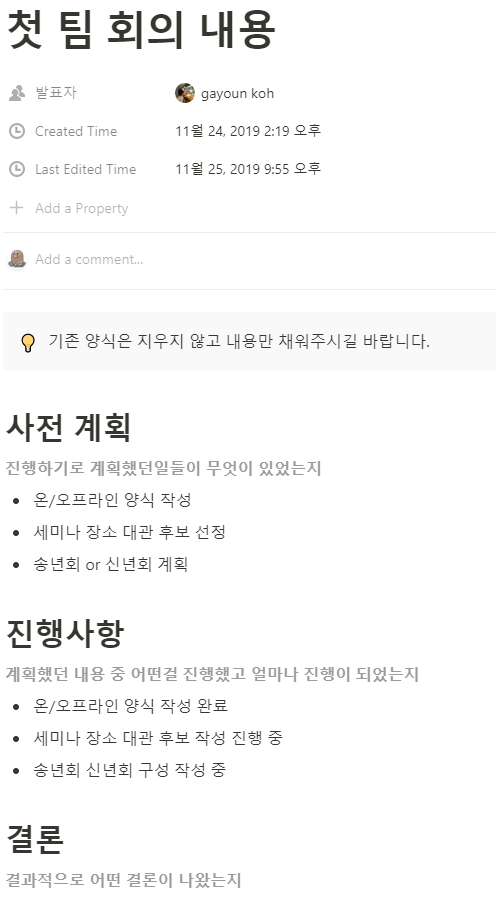 첫 팀 회의 내용
발표자 gayoun koh
Created Time 11월 24, 2019 2:19 오후
Last Edited Time 11월 25, 2019 9:55 오후
Add a Property
Add a comment...
기존 양식은 지우지 않고 내용만 채워주시길 바랍니다.
사전 계획
진행하기로 계획했던일들이 무엇이 있었는지
온/오프라인 양식 작성
세미나 장소 대관 후보 선정
송년회 or 신년회 계획
진행사항
계획했던 내용 중 어떤걸 진행했고 얼마나 진행이 되었는지
온/오프라인 양식 작성 완료
세미나 장소 대관 후보 작성 진행 중
송년회 신년회 구성 작성 중
결론
결과적으로 어떤 결론이 나왔는지